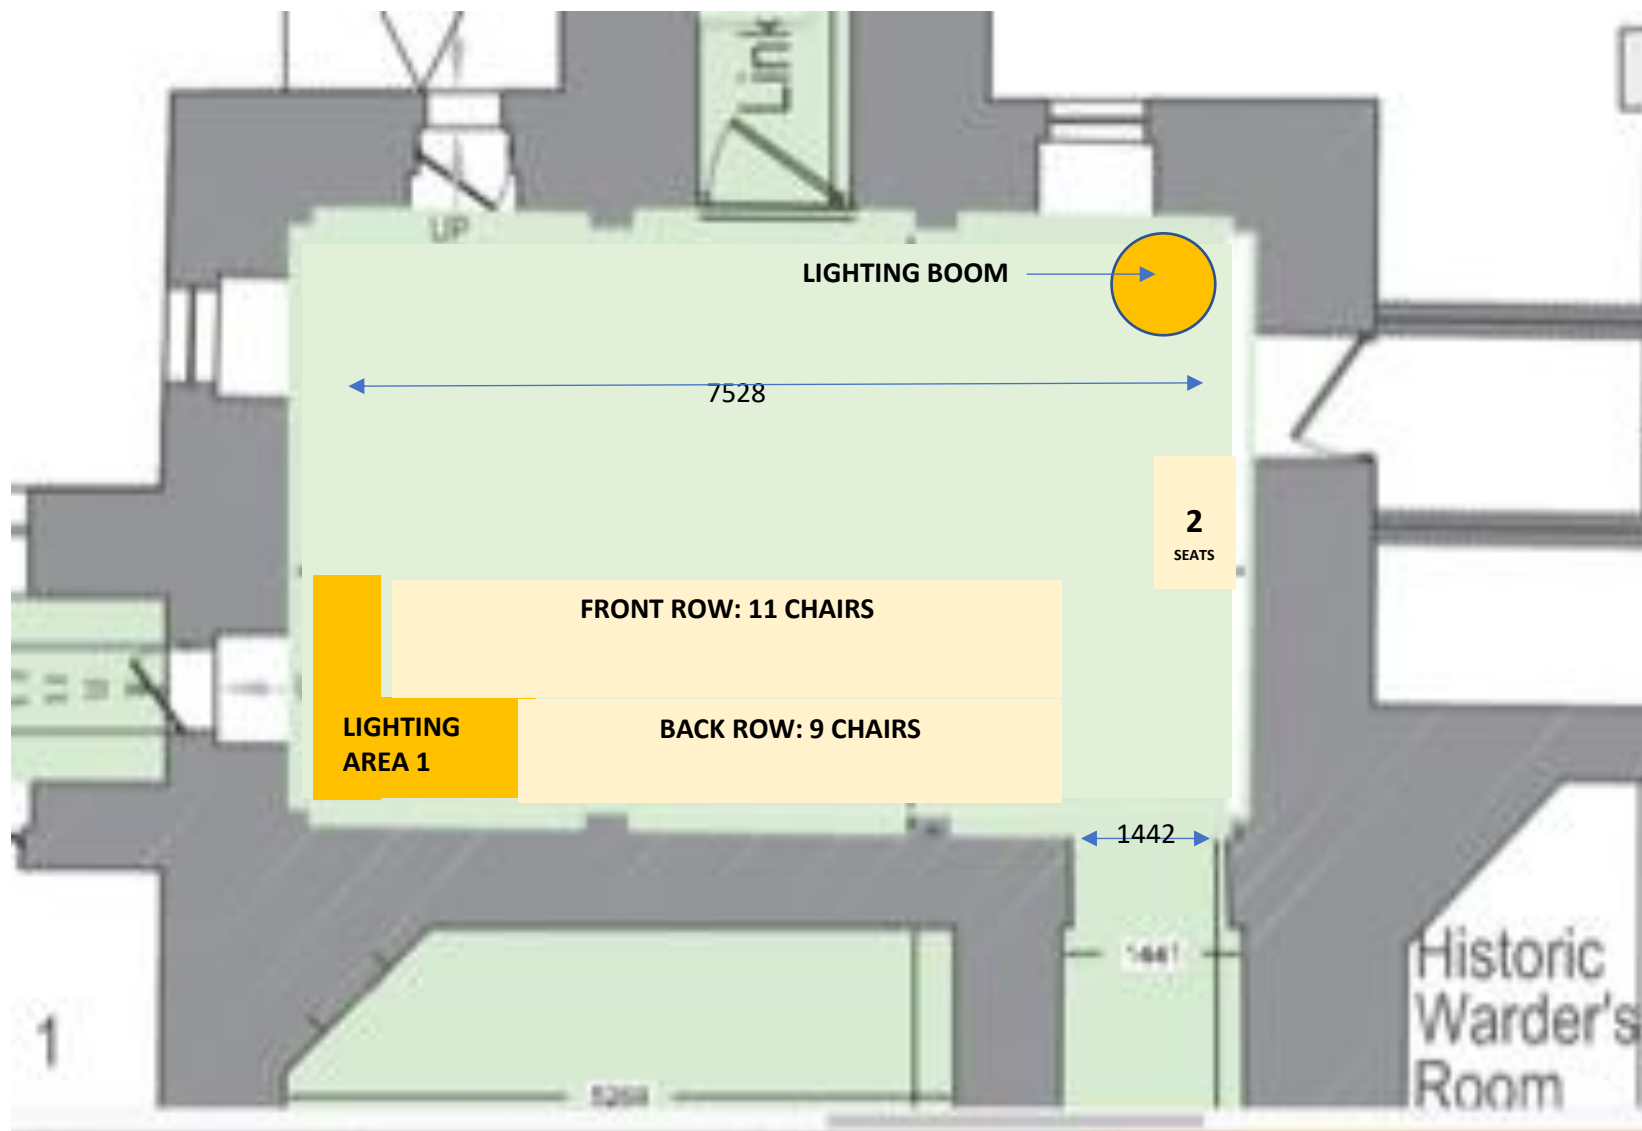 Link
UP
LIGHTING BOOM
7528
2
SEATS
FRONT ROW: 11 CHAIRS
LIGHTING
AREA 1
BACK ROW: 9 CHAIRS
1442
1
Historic
Warder's
Room